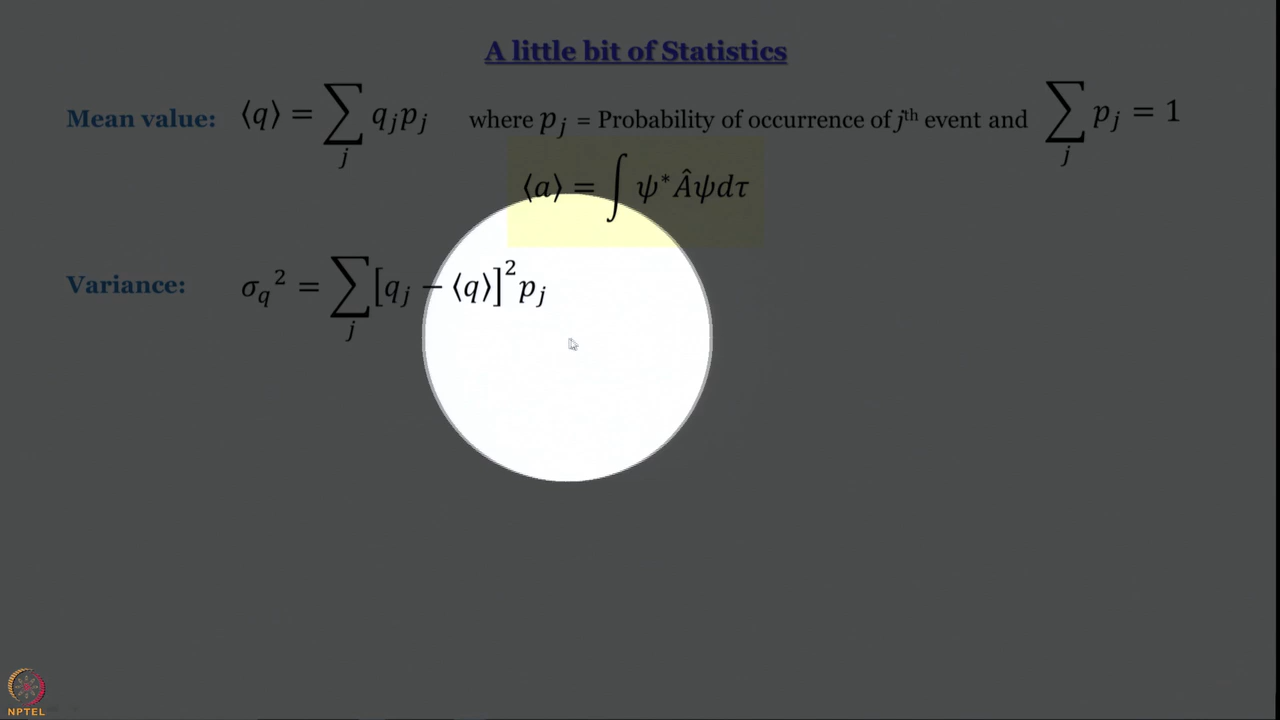 A little bit of Statistics
Mean value: ⟨q⟩ = ∑_j q_j p_j where p_j = Probability of occurrence of j^th event and ∑_j p_j = 1
⟨a⟩ = ∫ ψ* Â ψ dτ
Variance: σ_q² = ∑_j [q_j − ⟨q⟩]² p_j
NPTEL